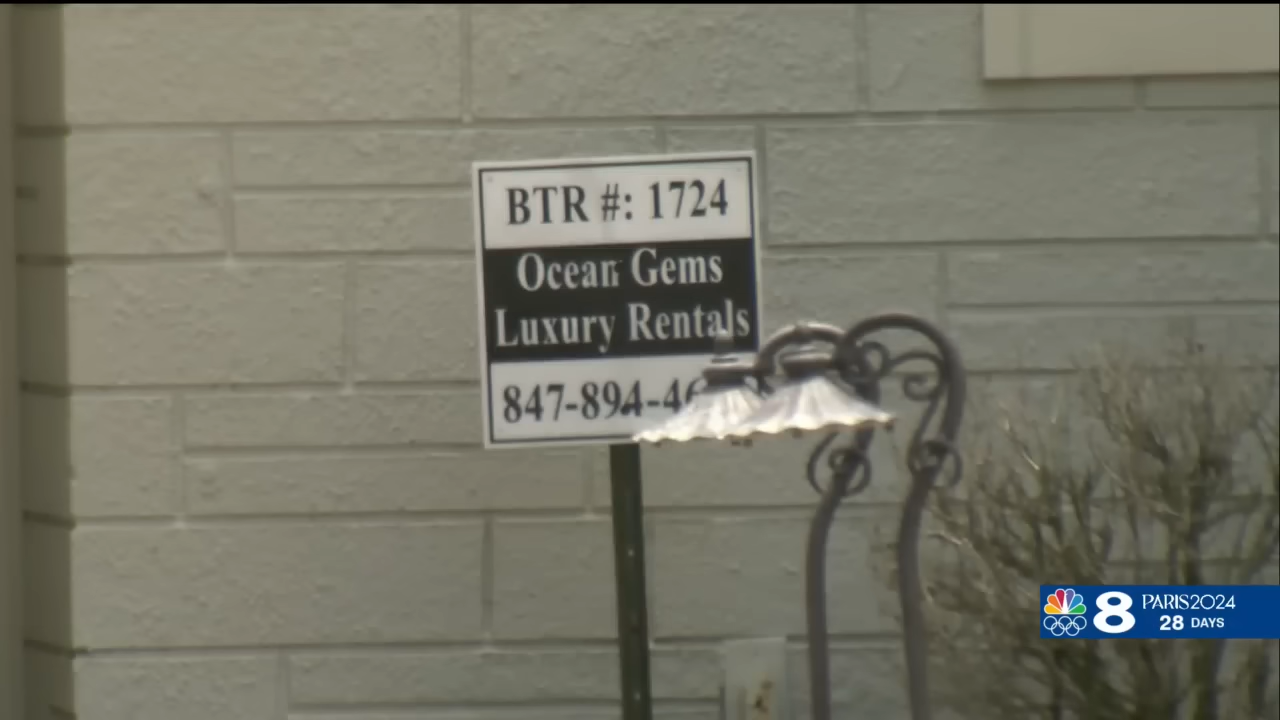 BTR #: 1724
Ocean Gems
Luxury Rentals
847-894-4
8 PARIS2024
28 DAYS